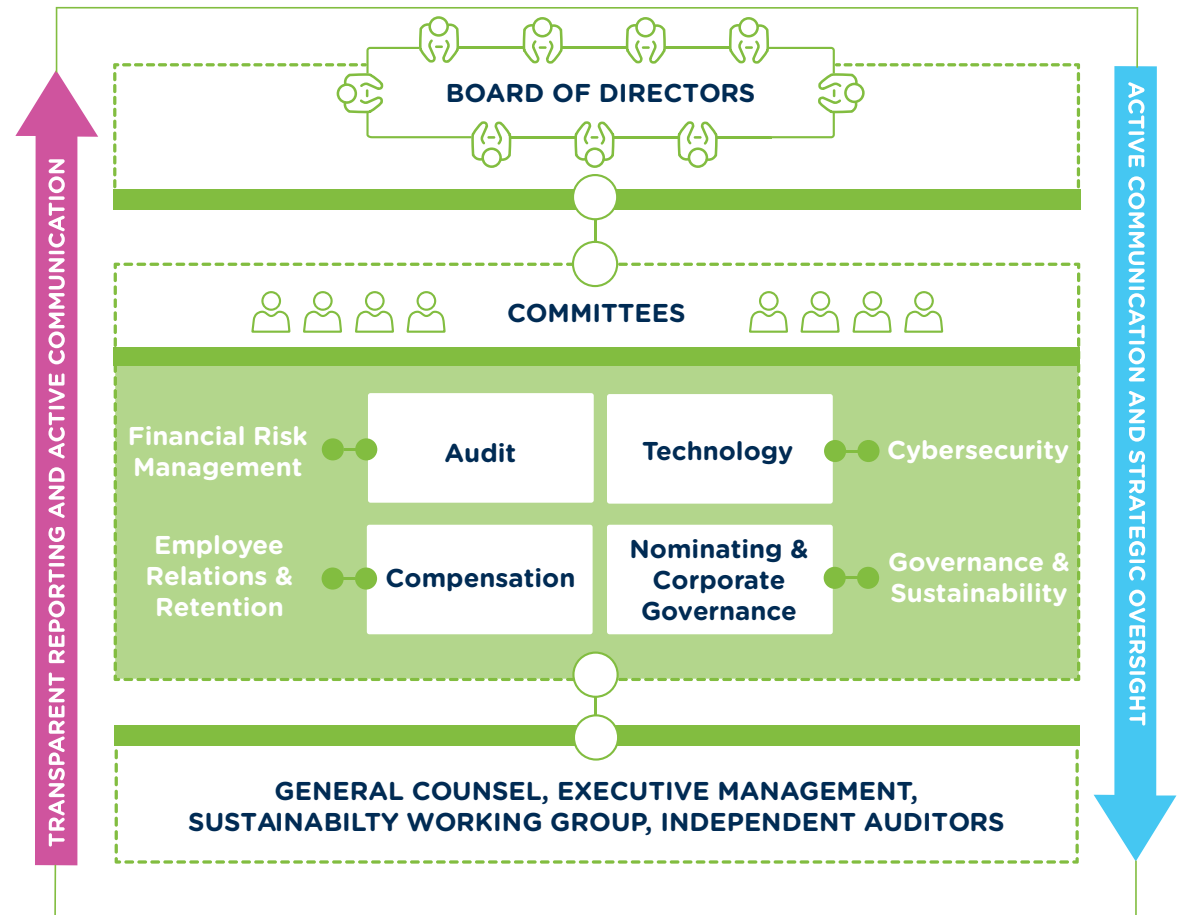 BOARD OF DIRECTORS
TRANSPARENT REPORTING AND ACTIVE COMMUNICATION
ACTIVE COMMUNICATION AND STRATEGIC OVERSIGHT
COMMITTEES
Financial Risk
Management
Audit
Technology
Cybersecurity
Employee
Relations &
Retention
Compensation
Nominating &
Corporate
Governance
Governance &
Sustainability
GENERAL COUNSEL, EXECUTIVE MANAGEMENT,
SUSTAINABILTY WORKING GROUP, INDEPENDENT AUDITORS